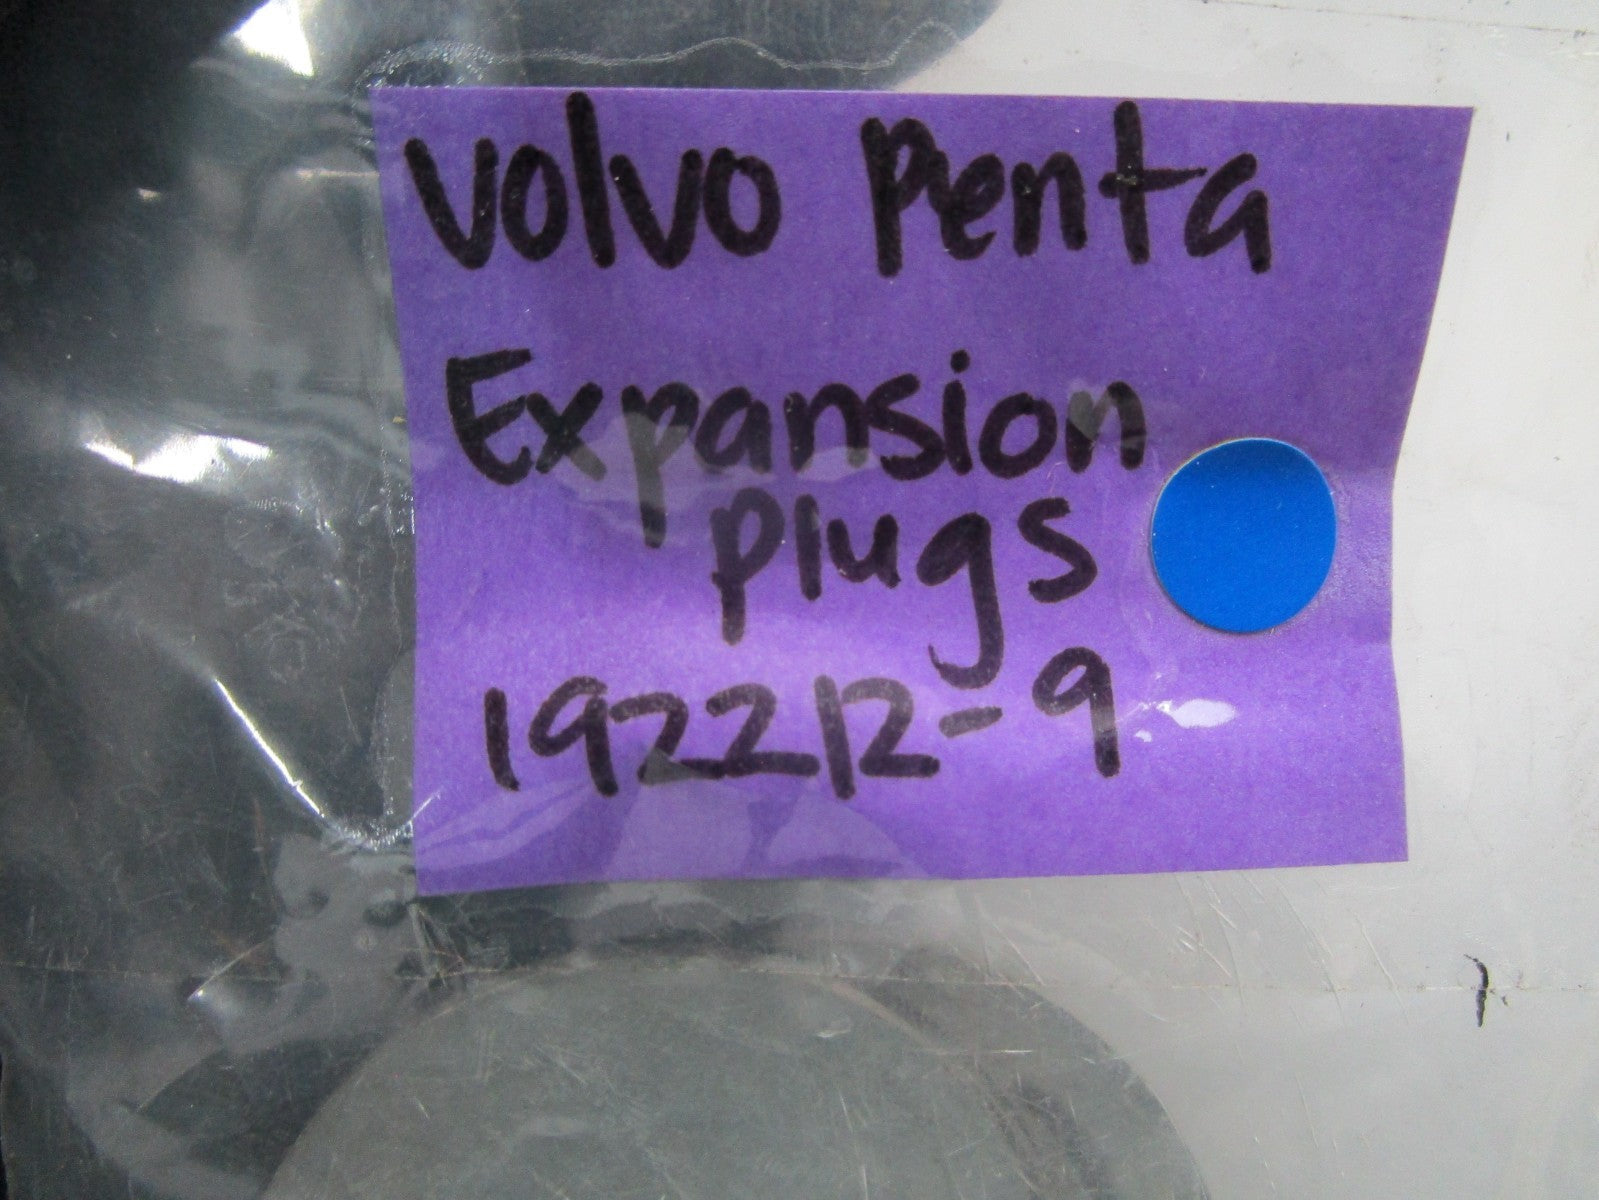 Volvo Penta
Expansion
plugs
192212-9